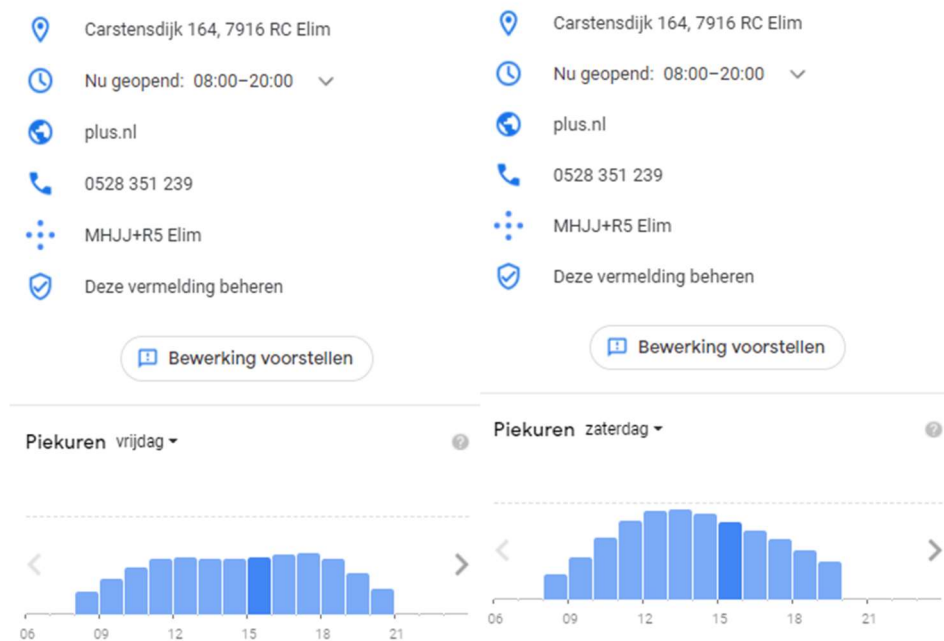 Carstensdijk 164, 7916 RC Elim
Nu geopend: 08:00–20:00
plus.nl
0528 351 239
MHJJ+R5 Elim
Deze vermelding beheren
Bewerking voorstellen
Piekuren vrijdag
06 09 12 15 18 21
Carstensdijk 164, 7916 RC Elim
Nu geopend: 08:00–20:00
plus.nl
0528 351 239
MHJJ+R5 Elim
Deze vermelding beheren
Bewerking voorstellen
Piekuren zaterdag
06 09 12 15 18 21